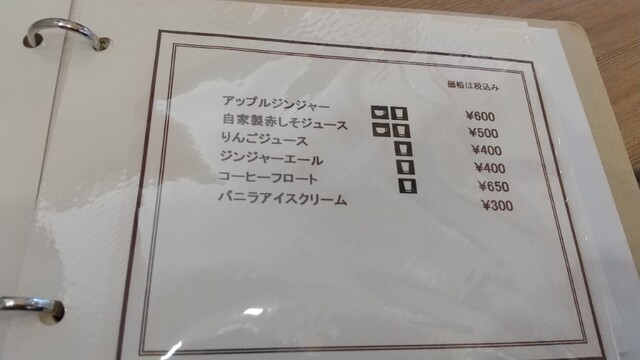 価格は税込み
アップルジンジャー ¥600
自家製赤しそジュース ¥500
りんごジュース ¥400
ジンジャーエール ¥400
コーヒーフロート ¥650
バニラアイスクリーム ¥300